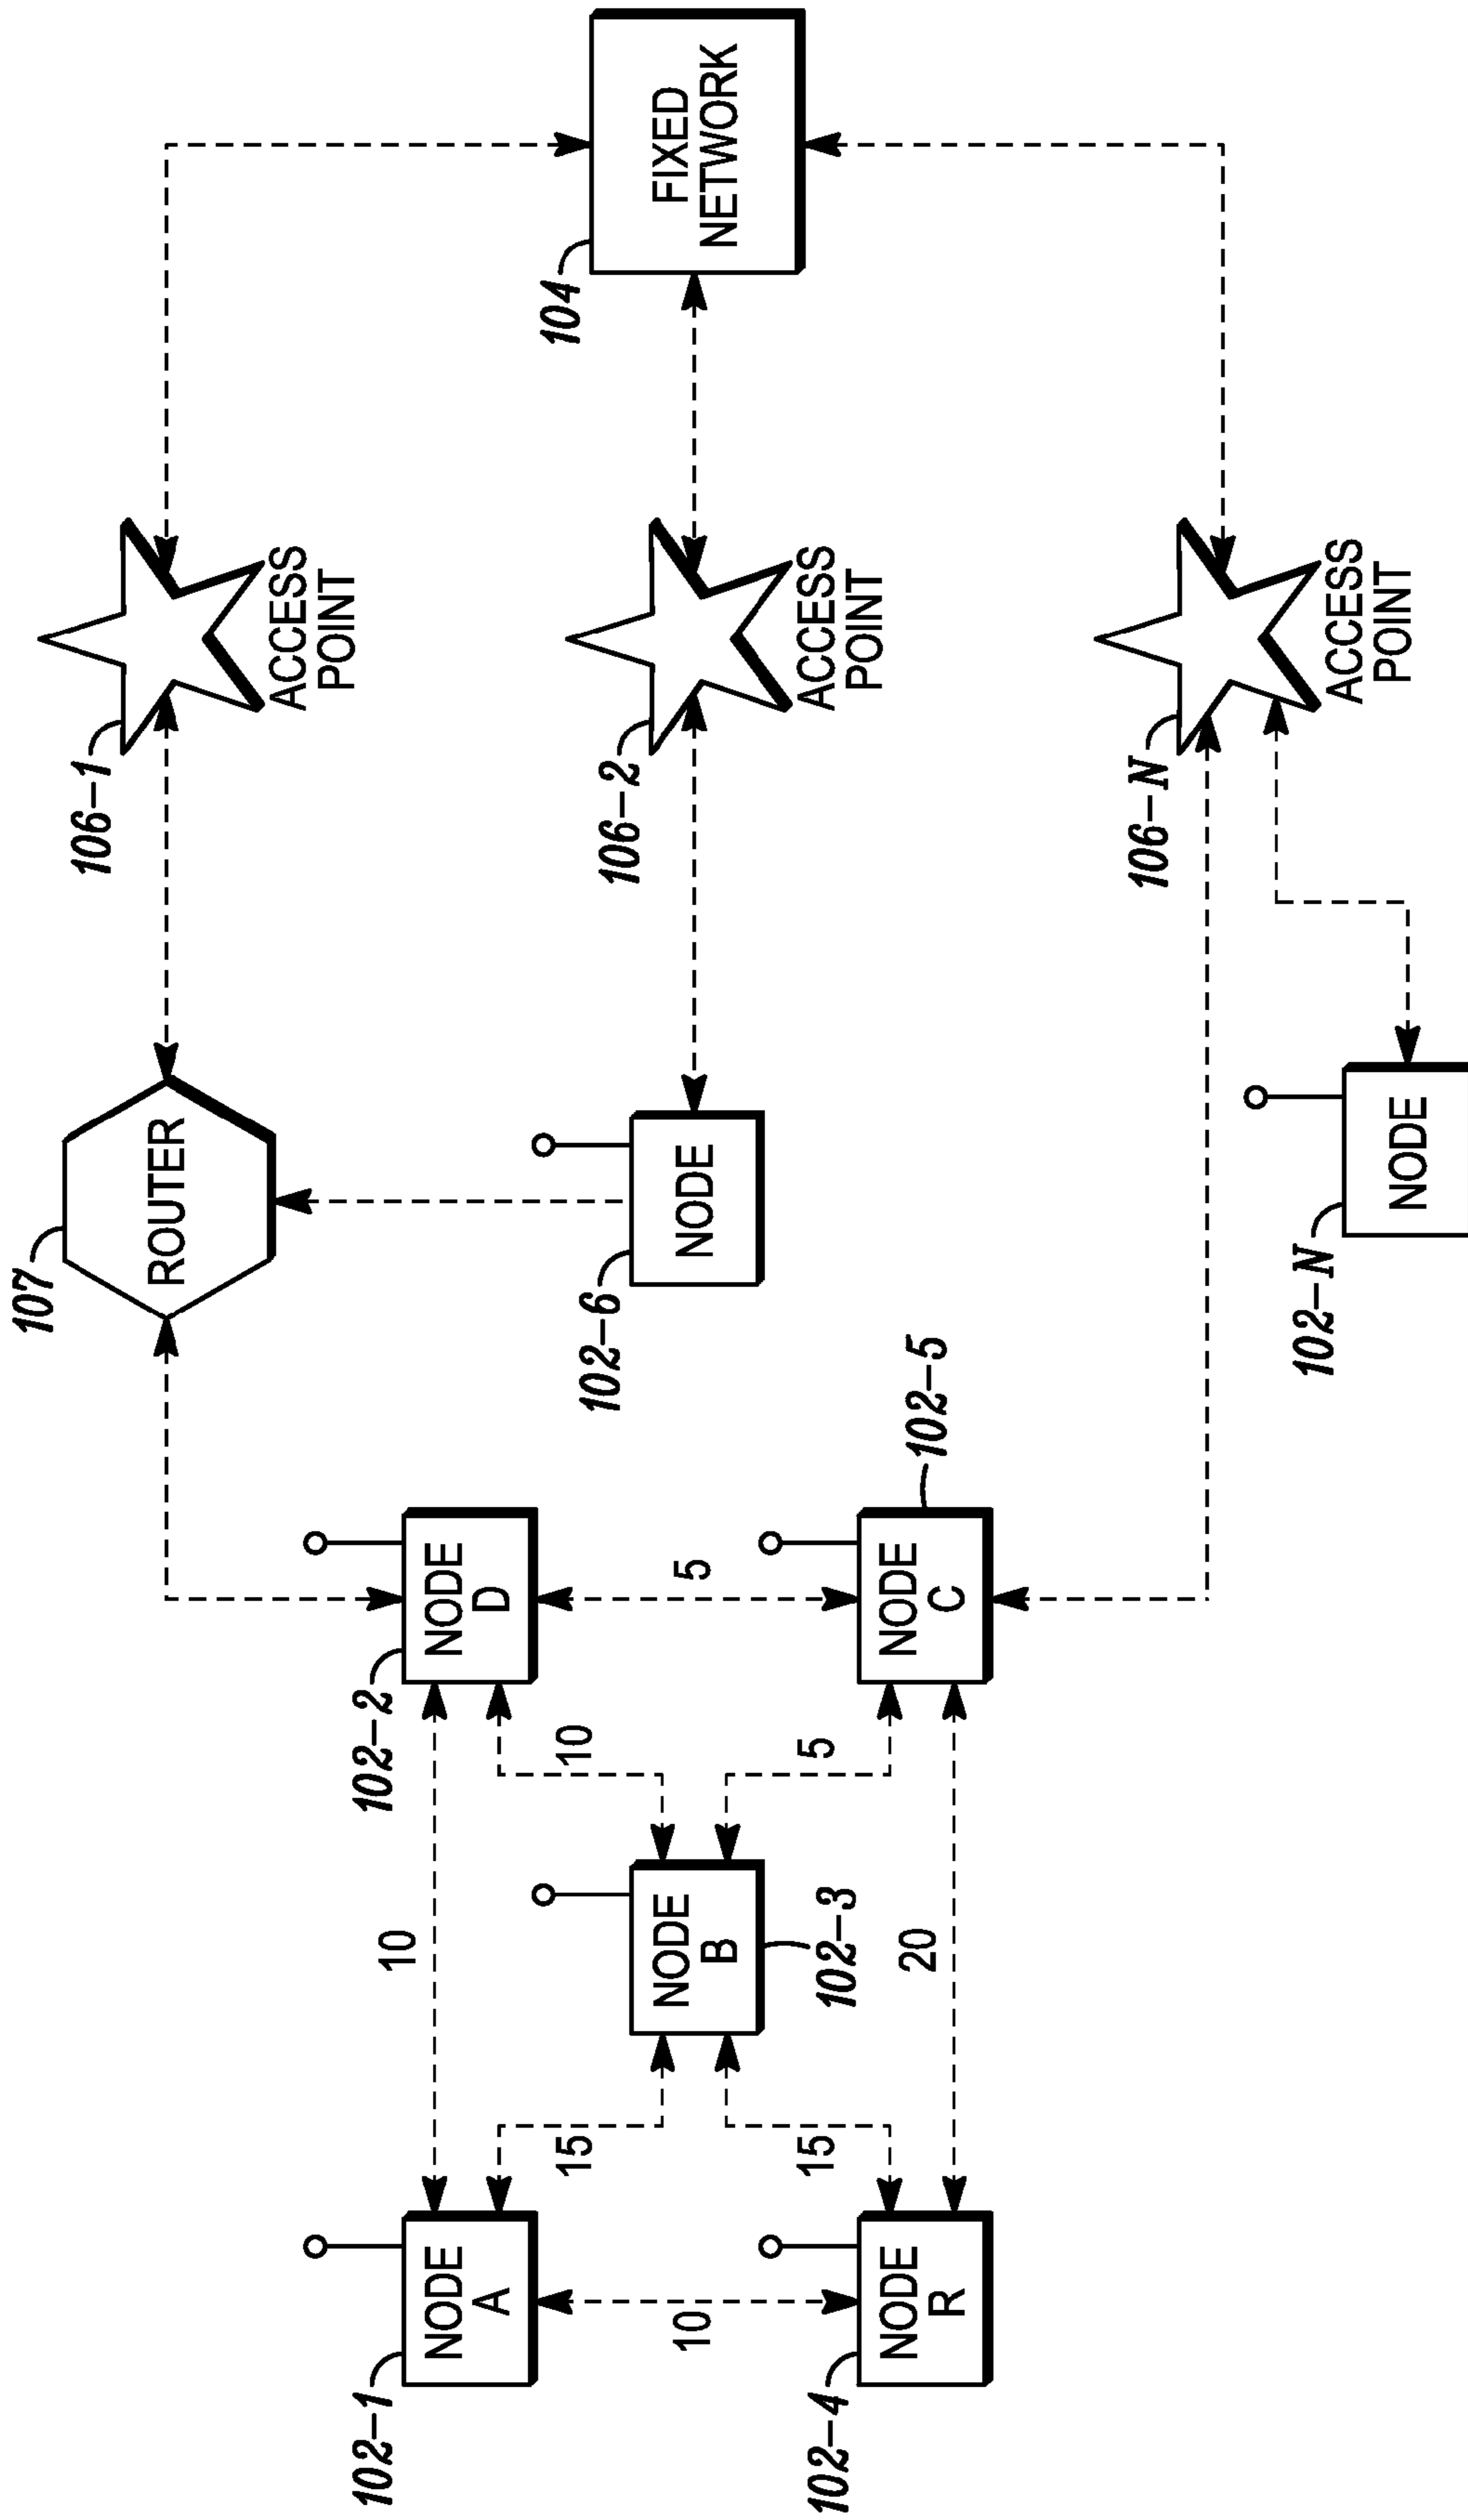 107
ROUTER
106-1
ACCESS
POINT
102-1
NODE
A
10
102-2
NODE
D
15
10
102-6
NODE
106-2
ACCESS
POINT
104
FIXED
NETWORK
10
NODE
B
102-3
5
15
5
102-4
NODE
R
20
NODE
C
102-5
106-N
ACCESS
POINT
102-N
NODE